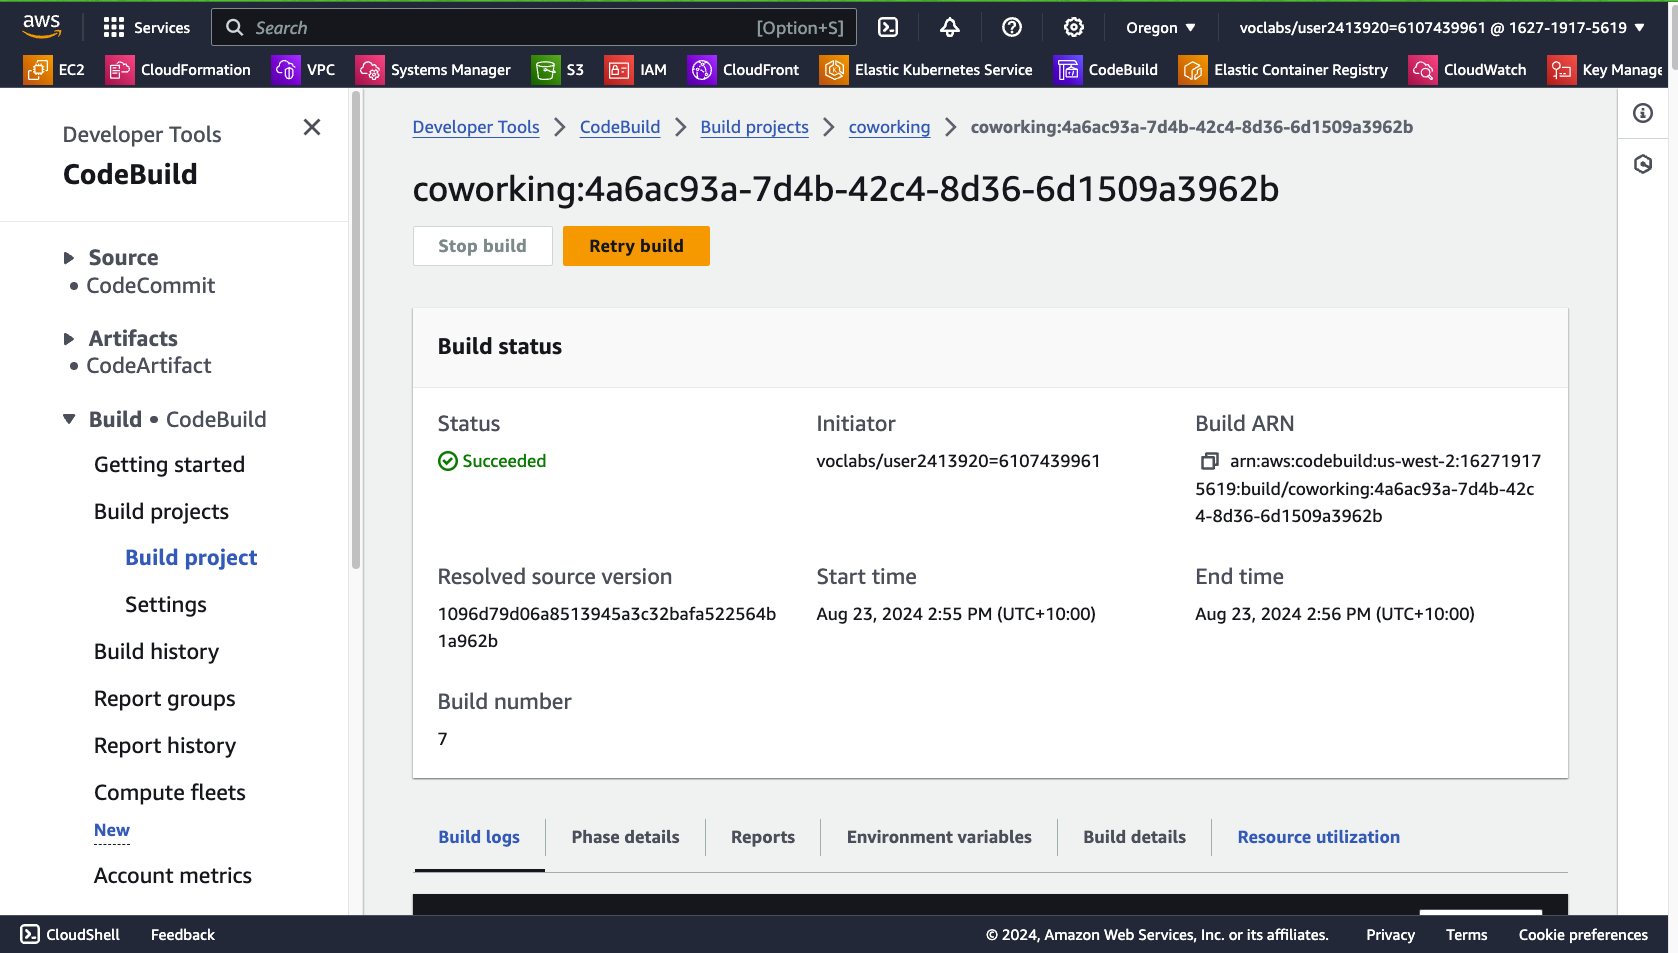 aws
Services
Search
[Option+S]
Oregon ▼
voclabs/user2413920=6107439961 @ 1627-1917-5619 ▼
EC2
CloudFormation
VPC
Systems Manager
S3
IAM
CloudFront
Elastic Kubernetes Service
CodeBuild
Elastic Container Registry
CloudWatch
Key Manage
Developer Tools
CodeBuild
Source
• CodeCommit
Artifacts
• CodeArtifact
Build • CodeBuild
Getting started
Build projects
Build project
Settings
Build history
Report groups
Report history
Compute fleets
New
Account metrics
Developer Tools > CodeBuild > Build projects > coworking > coworking:4a6ac93a-7d4b-42c4-8d36-6d1509a3962b
coworking:4a6ac93a-7d4b-42c4-8d36-6d1509a3962b
Stop build
Retry build
Build status
Status
Succeeded
Initiator
voclabs/user2413920=6107439961
Build ARN
arn:aws:codebuild:us-west-2:16271917
5619:build/coworking:4a6ac93a-7d4b-42c
4-8d36-6d1509a3962b
Resolved source version
1096d79d06a8513945a3c32bafa522564b
1a962b
Start time
Aug 23, 2024 2:55 PM (UTC+10:00)
End time
Aug 23, 2024 2:56 PM (UTC+10:00)
Build number
7
Build logs
Phase details
Reports
Environment variables
Build details
Resource utilization
CloudShell
Feedback
© 2024, Amazon Web Services, Inc. or its affiliates.
Privacy
Terms
Cookie preferences